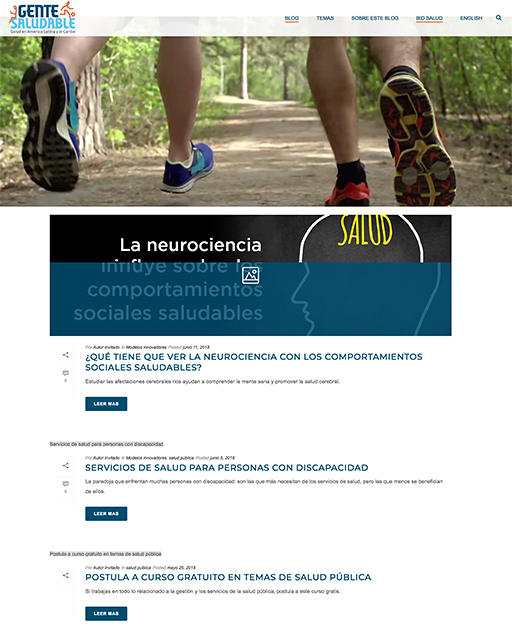 GENTE
SALUDABLE
Salud en América Latina y el Caribe
BLOG TEMAS SOBRE ESTE BLOG BID SALUD ENGLISH
La neurociencia
influye sobre los
comportamientos
sociales saludables
SALUD
Por Autor Invitado In Modelos innovadores Posted junio 11, 2018
¿QUÉ TIENE QUE VER LA NEUROCIENCIA CON LOS COMPORTAMIENTOS
SOCIALES SALUDABLES?
Estudiar las afectaciones cerebrales nos ayudan a comprender la mente sana y promover la salud cerebral.
LEER MAS
Servicios de salud para personas con discapacidad
Por Autor Invitado In Modelos innovadores, salud pública Posted junio 5, 2018
SERVICIOS DE SALUD PARA PERSONAS CON DISCAPACIDAD
La paradoja que enfrentan muchas personas con discapacidad: son las que más necesitan de los servicios de salud, pero las que menos se benefician
de ellos.
LEER MAS
Postula a curso gratuito en temas de salud pública
Por Autor Invitado In salud pública Posted mayo 25, 2018
POSTULA A CURSO GRATUITO EN TEMAS DE SALUD PÚBLICA
Si trabajas en todo lo relacionado a la gestión y los servicios de la salud pública, postula a este curso gratis.
LEER MAS